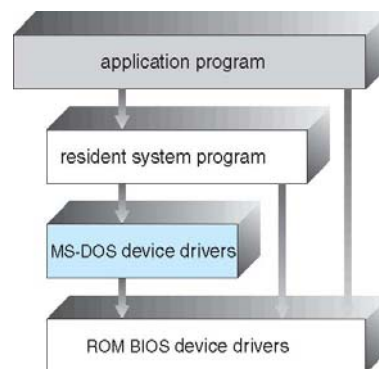 application program
resident system program
MS-DOS device drivers
ROM BIOS device drivers